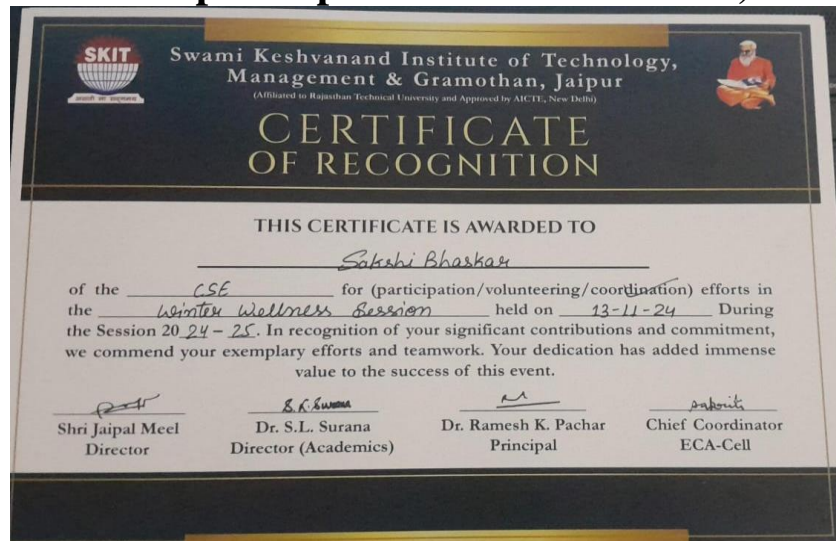 SKIT
Swami Keshvanand Institute of Technology,
Management & Gramothan, Jaipur
(Affiliated to Rajasthan Technical University and Approved by AICTE, New Delhi)
CERTIFICATE
OF RECOGNITION
THIS CERTIFICATE IS AWARDED TO
Sakshi Bhaskar
of the CSE for (participation/volunteering/coordination) efforts in
the Winter Wellness Session held on 13-11-24 During
the Session 2024-25. In recognition of your significant contributions and commitment,
we commend your exemplary efforts and teamwork. Your dedication has added immense
value to the success of this event.
Shri Jaipal Meel
Director
S.L. Surana
Dr. S.L. Surana
Director (Academics)
Dr. Ramesh K. Pachar
Principal
Chief Coordinator
ECA-Cell